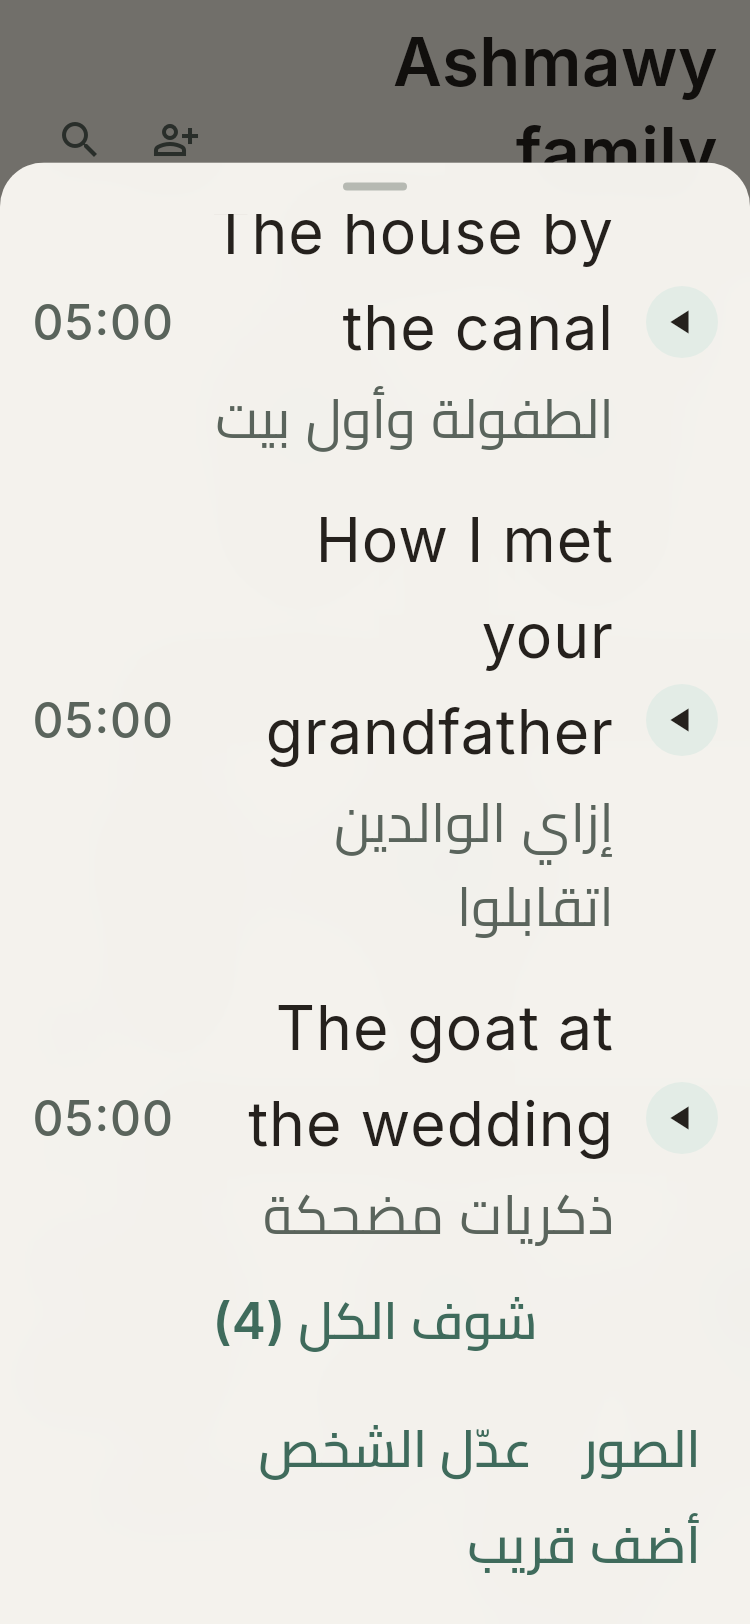 Ashmawy
family
The house by
the canal
05:00
الطفولة وأول بيت
How I met
your
grandfather
05:00
إزاي الوالدين
اتقابلوا
The goat at
the wedding
05:00
ذكريات مضحكة
شوف الكل (4)
الصور
عدّل الشخص
أضف قريب